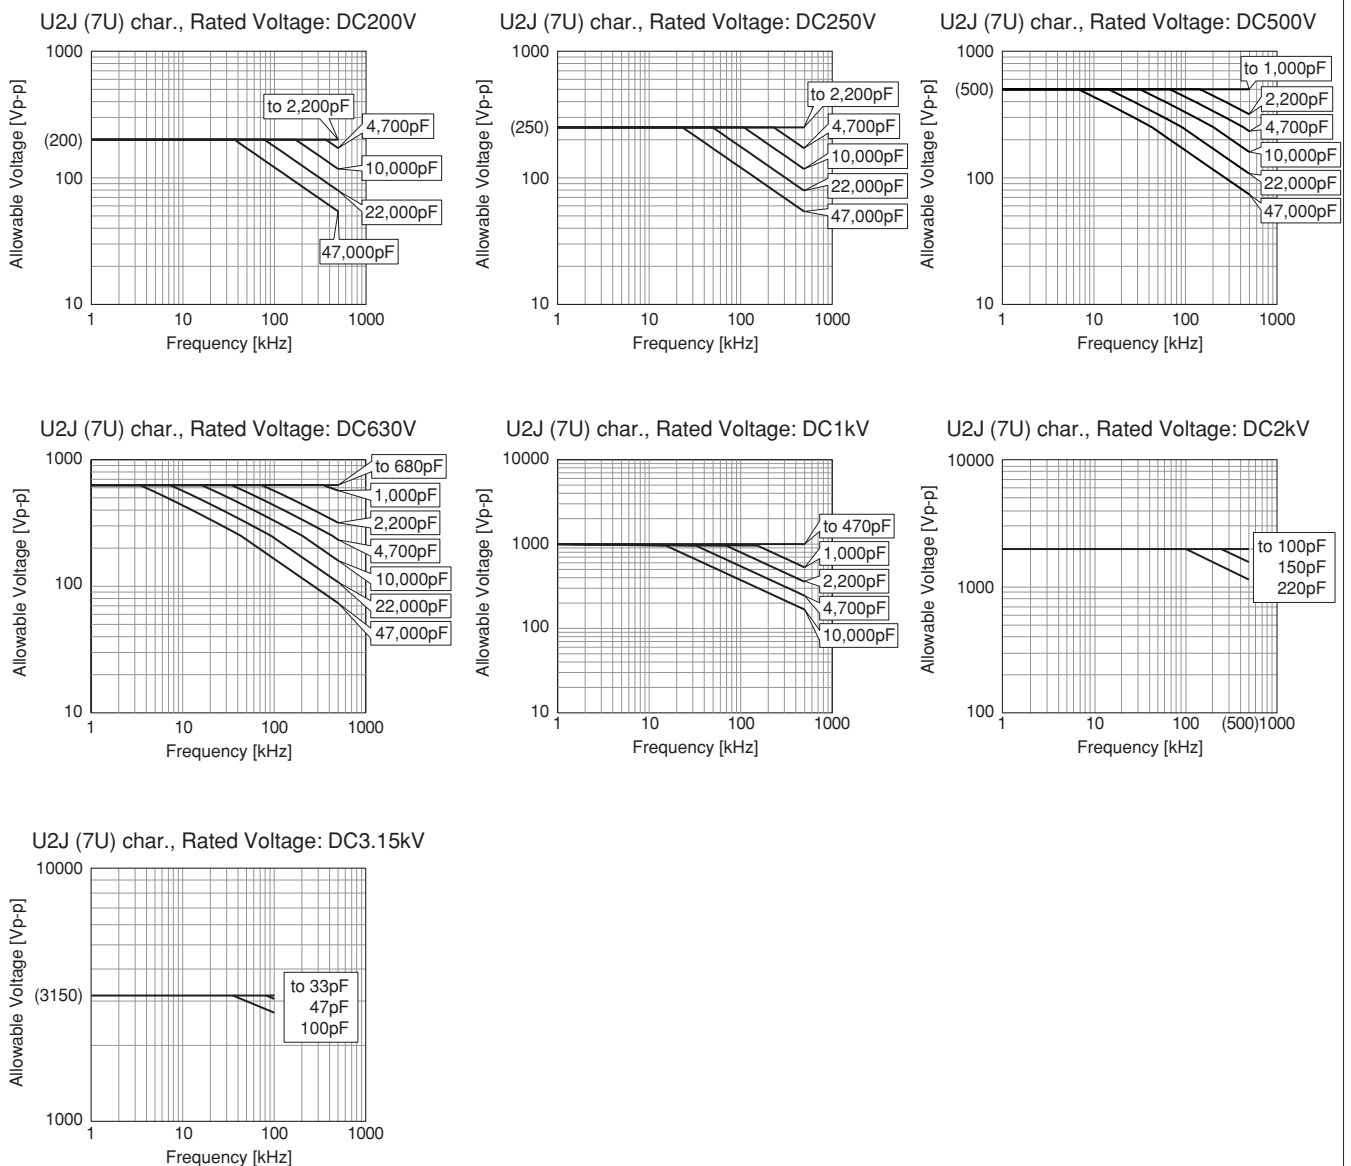 U2J (7U) char., Rated Voltage: DC200V
Allowable Voltage [Vp-p]
1000
(200)
100
10
to 2,200pF
4,700pF
10,000pF
22,000pF
47,000pF
1 10 100 1000
Frequency [kHz]
U2J (7U) char., Rated Voltage: DC250V
Allowable Voltage [Vp-p]
1000
(250)
100
10
to 2,200pF
4,700pF
10,000pF
22,000pF
47,000pF
1 10 100 1000
Frequency [kHz]
U2J (7U) char., Rated Voltage: DC500V
Allowable Voltage [Vp-p]
1000
(500)
100
10
to 1,000pF
2,200pF
4,700pF
10,000pF
22,000pF
47,000pF
1 10 100 1000
Frequency [kHz]
U2J (7U) char., Rated Voltage: DC630V
Allowable Voltage [Vp-p]
1000
100
10
to 680pF
1,000pF
2,200pF
4,700pF
10,000pF
22,000pF
47,000pF
1 10 100 1000
Frequency [kHz]
U2J (7U) char., Rated Voltage: DC1kV
Allowable Voltage [Vp-p]
10000
1000
100
10
to 470pF
1,000pF
2,200pF
4,700pF
10,000pF
1 10 100 1000
Frequency [kHz]
U2J (7U) char., Rated Voltage: DC2kV
Allowable Voltage [Vp-p]
10000
1000
100
to 100pF
150pF
220pF
1 10 100 (500)1000
Frequency [kHz]
U2J (7U) char., Rated Voltage: DC3.15kV
Allowable Voltage [Vp-p]
10000
(3150)
1000
to 33pF
47pF
100pF
1 10 100 1000
Frequency [kHz]